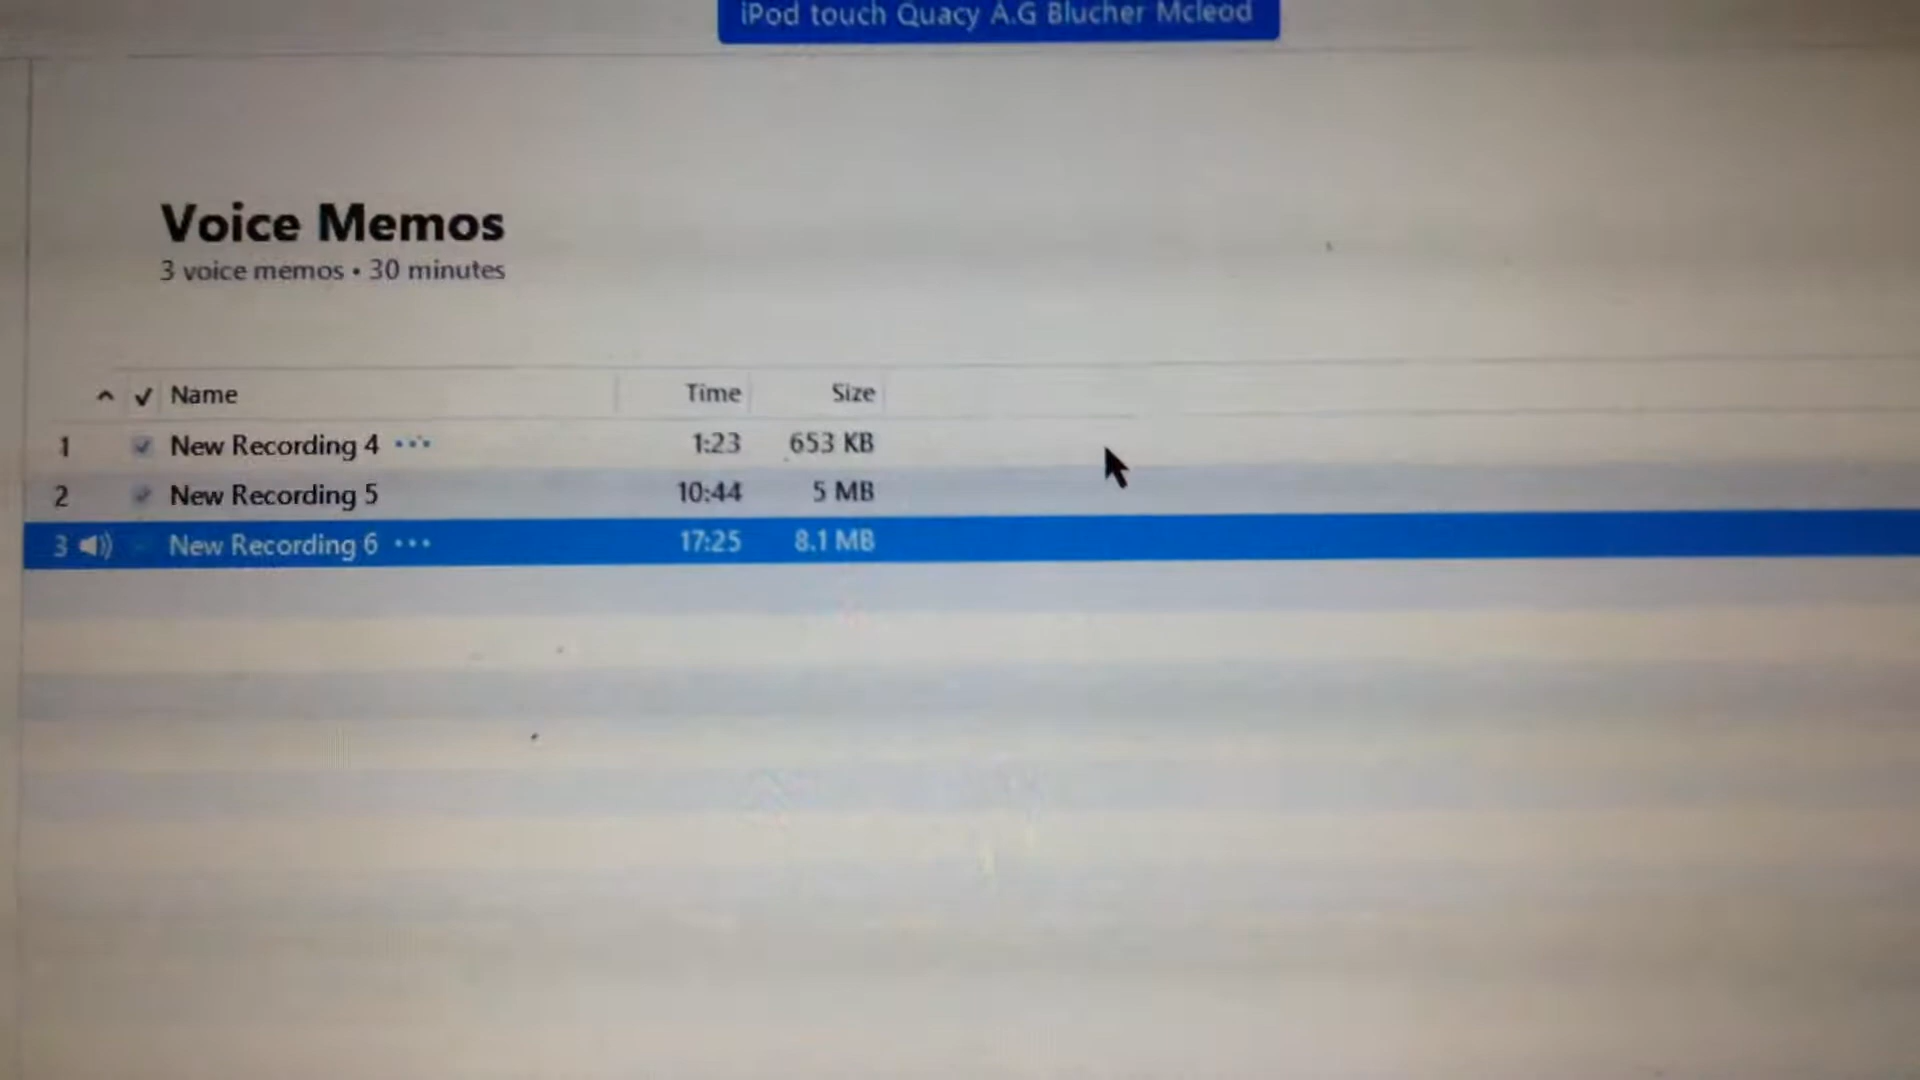 iPod touch Quacy A.G Blucher Mcleod
Voice Memos
3 voice memos • 30 minutes
Name Time Size
1 New Recording 4 ••• 1:23 653 KB
2 New Recording 5 10:44 5 MB
3 New Recording 6 ••• 17:25 8.1 MB